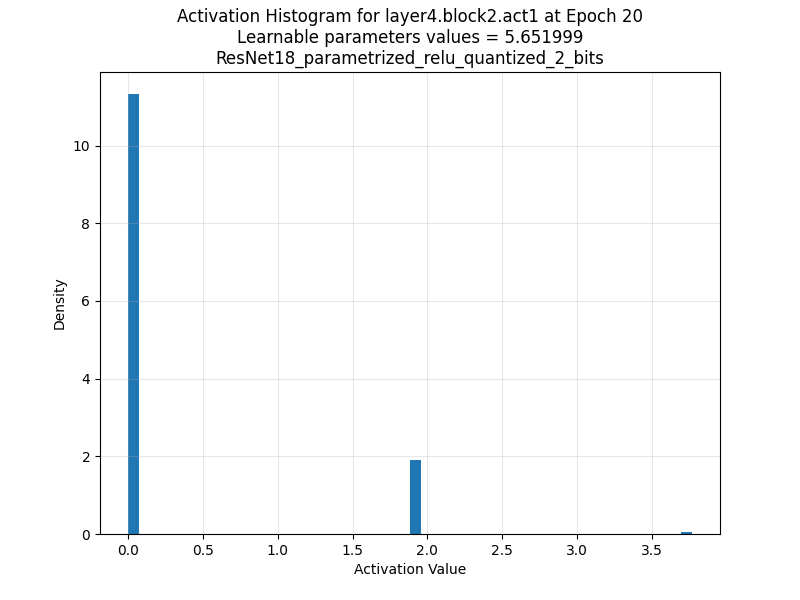 Activation Histogram for layer4.block2.act1 at Epoch 20
Learnable parameters values = 5.651999
ResNet18_parametrized_relu_quantized_2_bits
Density
10
8
6
4
2
0
0.0 0.5 1.0 1.5 2.0 2.5 3.0 3.5
Activation Value